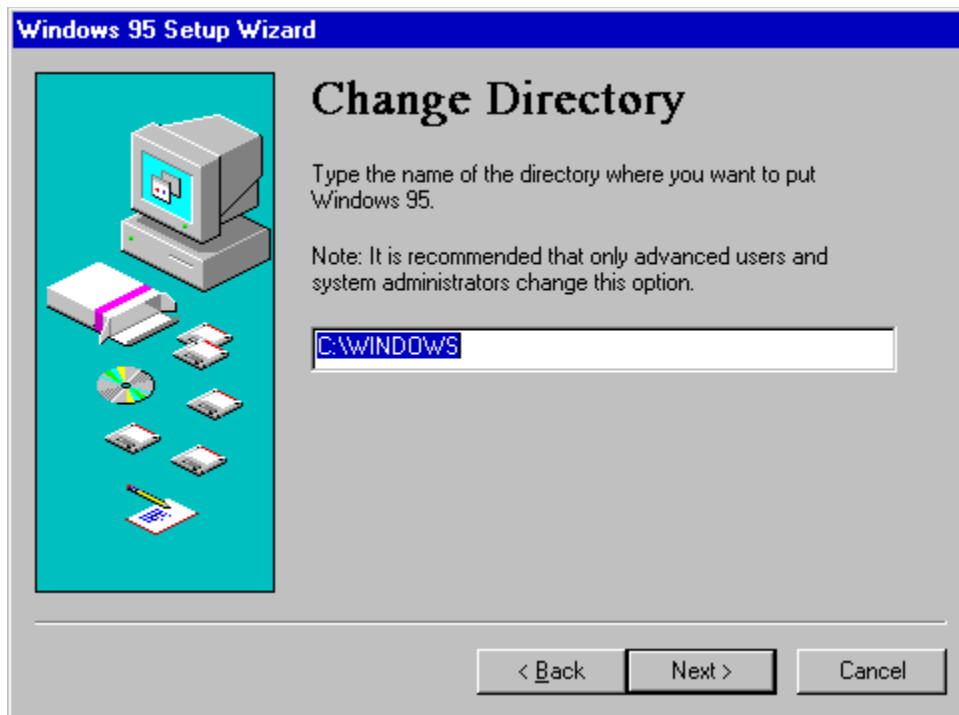 Windows 95 Setup Wizard
Change Directory
Type the name of the directory where you want to put
Windows 95.
Note: It is recommended that only advanced users and
system administrators change this option.
C:\WINDOWS
< Back
Next >
Cancel